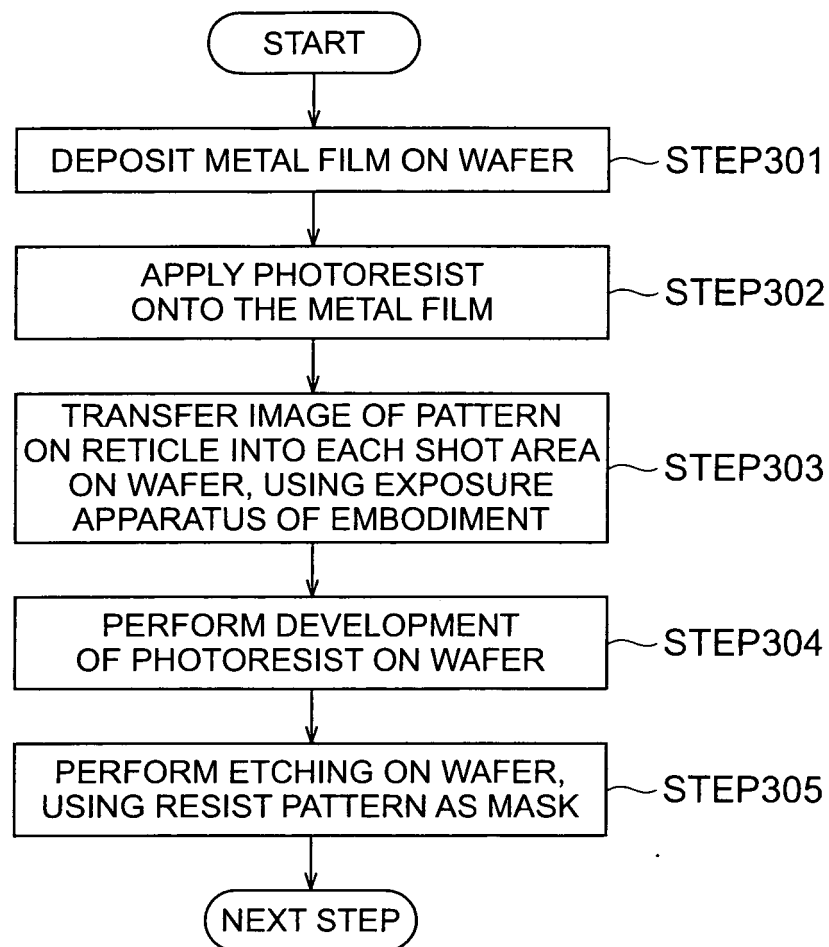 START
DEPOSIT METAL FILM ON WAFER
STEP301
APPLY PHOTORESIST
ONTO THE METAL FILM
STEP302
TRANSFER IMAGE OF PATTERN
ON RETICLE INTO EACH SHOT AREA
ON WAFER, USING EXPOSURE
APPARATUS OF EMBODIMENT
STEP303
PERFORM DEVELOPMENT
OF PHOTORESIST ON WAFER
STEP304
PERFORM ETCHING ON WAFER,
USING RESIST PATTERN AS MASK
STEP305
NEXT STEP